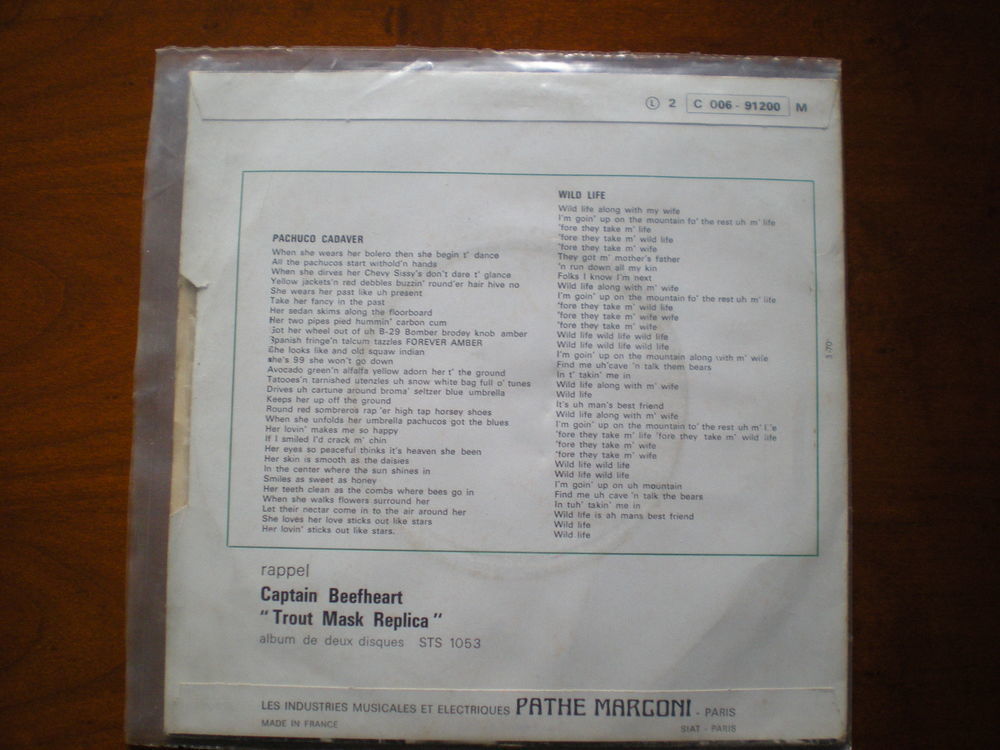 Ⓛ 2 C 006 - 91200 M
PACHUCO CADAVER
When she wears her bolero then she begin t' dance
All the pachucos start withold'n hands
When she dirves her Chevy Sissy's don't dare t' glance
Yellow jackets'n red debbles buzzin' round'er hair hive no
She wears her past like uh present
Take her fancy in the past
Her sedan skims along the floorboard
Her two pipes pied hummin' carbon cum
Got her wheel out of uh B-29 Bomber brodey knob amber
Spanish fringe'n talcum tazzles FOREVER AMBER
She looks like and old squaw indian
she's 99 she won't go down
Avocado green'n alfalfa yellow adorn her t' the ground
Tatooes'n tarnished utenzles uh snow white bag full o' tunes
Drives uh cartune around broma' seltzer blue umbrella
Keeps her up off the ground
Round red sombreros rap 'er high tap horsey shoes
When she unfolds her umbrella pachucos got the blues
Her lovin' makes me so happy
If I smiled I'd crack m' chin
Her eyes so peaceful thinks it's heaven she been
Her skin is smooth as the daisies
In the center where the sun shines in
Smiles as sweet as honey
Her teeth clean as the combs where bees go in
When she walks flowers surround her
Let their nectar come in to the air around her
She loves her love sticks out like stars
Her lovin' sticks out like stars.
WILD LIFE
Wild life along with my wife
I'm goin' up on the mountain fo' the rest uh m' life
'fore they take m' life
'fore they take m' wild life
'fore they take m' wife
They got m' mother's father
'n run down all my kin
Folks I know I'm next
Wild life along with m' wife
I'm goin' up on the mountain fo' the rest uh m' life
'fore they take m' wild life
'fore they take m' wife wife
'fore they take m' wife
Wild life wild life wild life
Wild life wild life wild life
I'm goin' up on the mountain along with m' wife
Find me uh'cave 'n talk them bears
In t' takin' me in
Wild life along with m' wife
Wild life
It's uh man's best friend
Wild life along with m' wife
I'm goin' up on the mountain fo' the rest uh m' l e
'fore they take m' life 'fore they take m' wild life
'fore they take m' wife
'fore they take m' wife
Wild life wild life
Wild life wild life
I'm goin' up on uh mountain
Find me uh cave 'n talk the bears
In tuh' takin' me in
Wild life is ah mans best friend
Wild life
Wild life
rappel
Captain Beefheart
"Trout Mask Replica"
album de deux disques STS 1053
LES INDUSTRIES MUSICALES ET ELECTRIQUES PATHE MARCONI - PARIS
MADE IN FRANCE
SIAT - PARIS